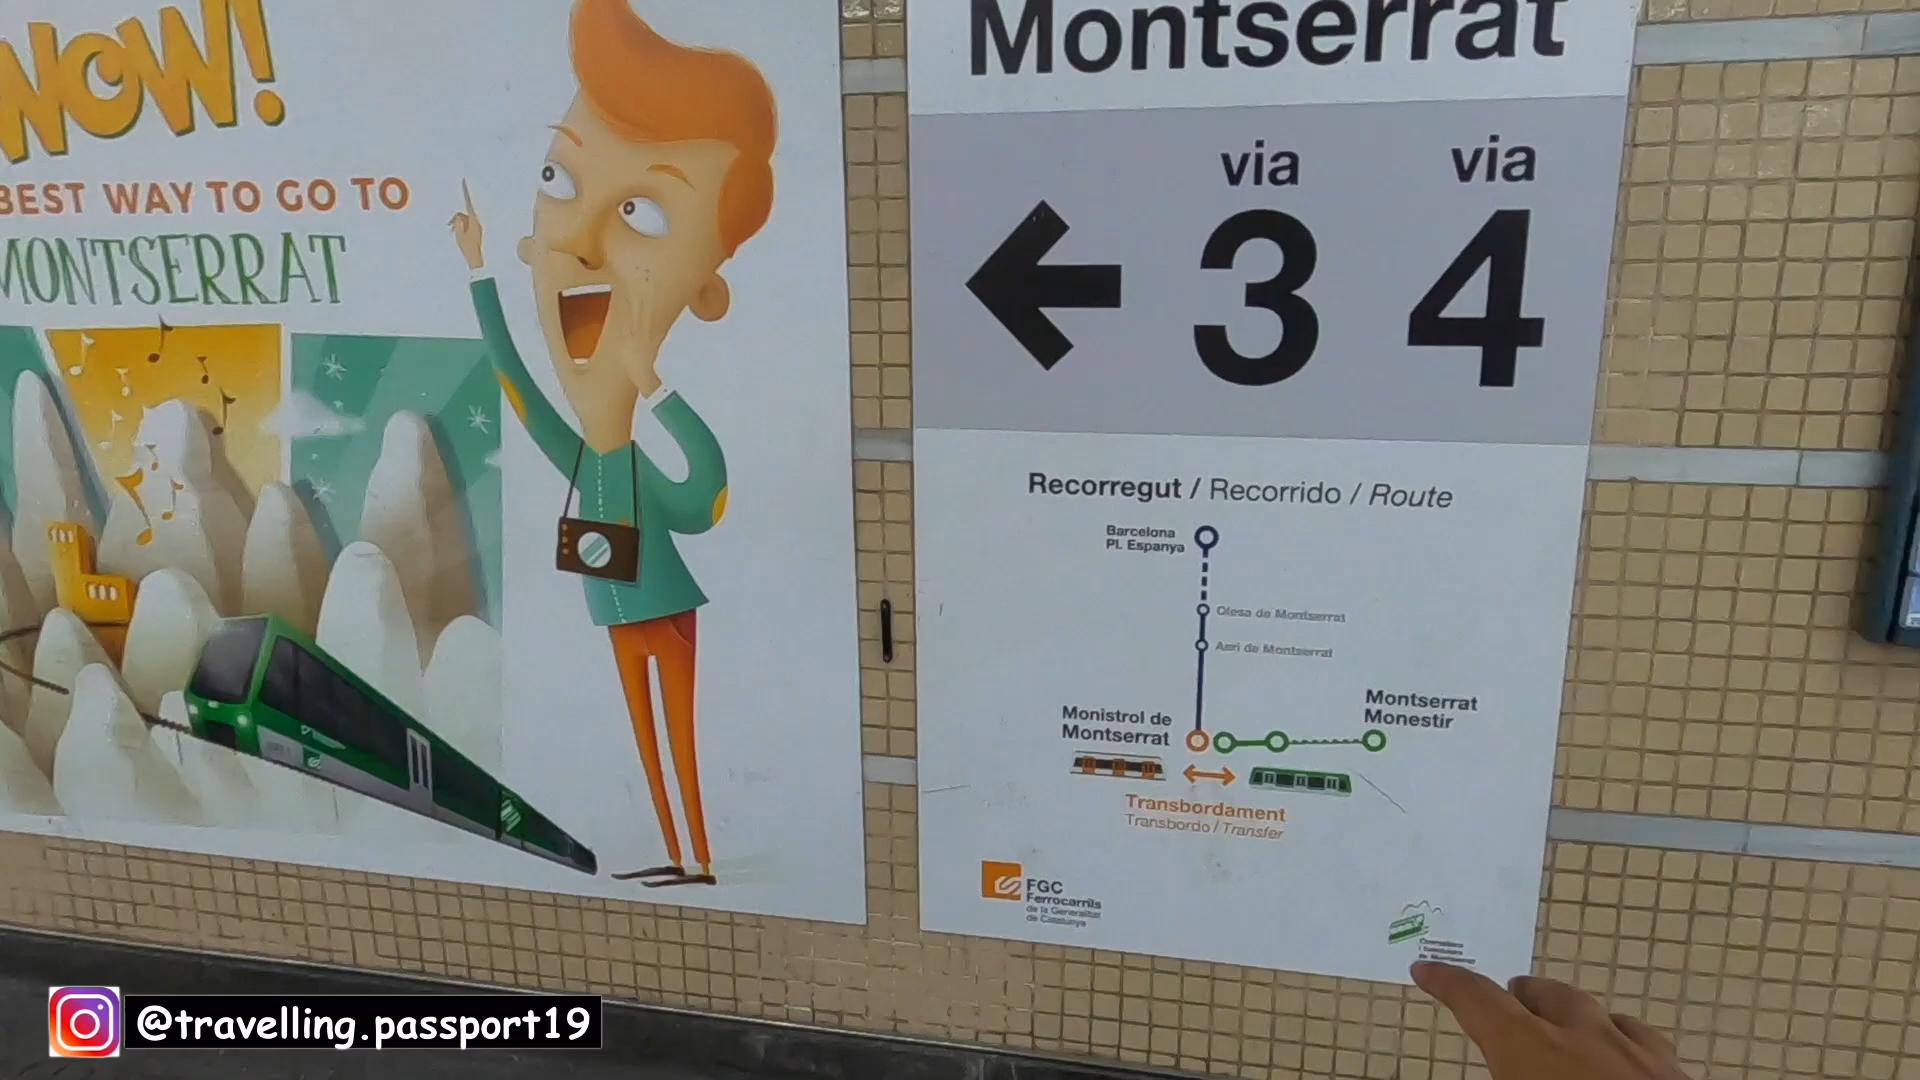 WOW!
BEST WAY TO GO TO
MONTSERRAT
Montserrat
via via
3 4
Recorregut / Recorrido / Route
Barcelona
Pl. Espanya
Olesa de Montserrat
Aeri de Montserrat
Monistrol de
Montserrat
Montserrat
Monestir
Transbordament
Transbordo / Transfer
FGC
Ferrocarrils
de la Generalitat
de Catalunya
@travelling.passport19